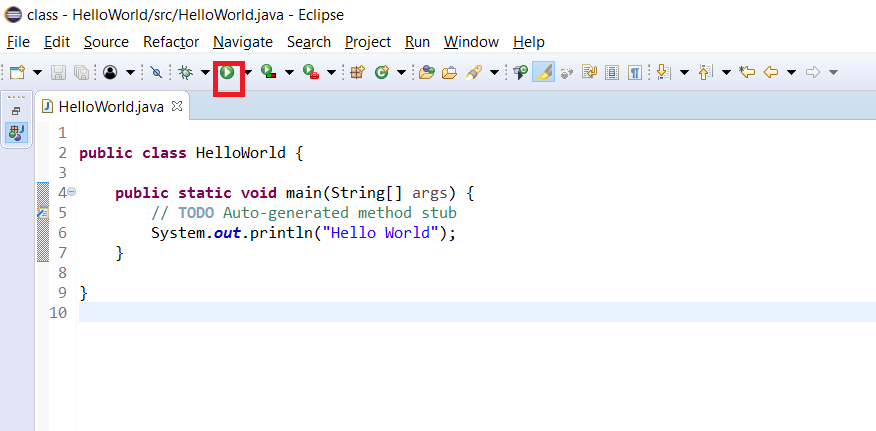 class - HelloWorld/src/HelloWorld.java - Eclipse
File Edit Source Refactor Navigate Search Project Run Window Help
HelloWorld.java
1
2 public class HelloWorld {
3
4 public static void main(String[] args) {
5 // TODO Auto-generated method stub
6 System.out.println("Hello World");
7 }
8
9 }
10